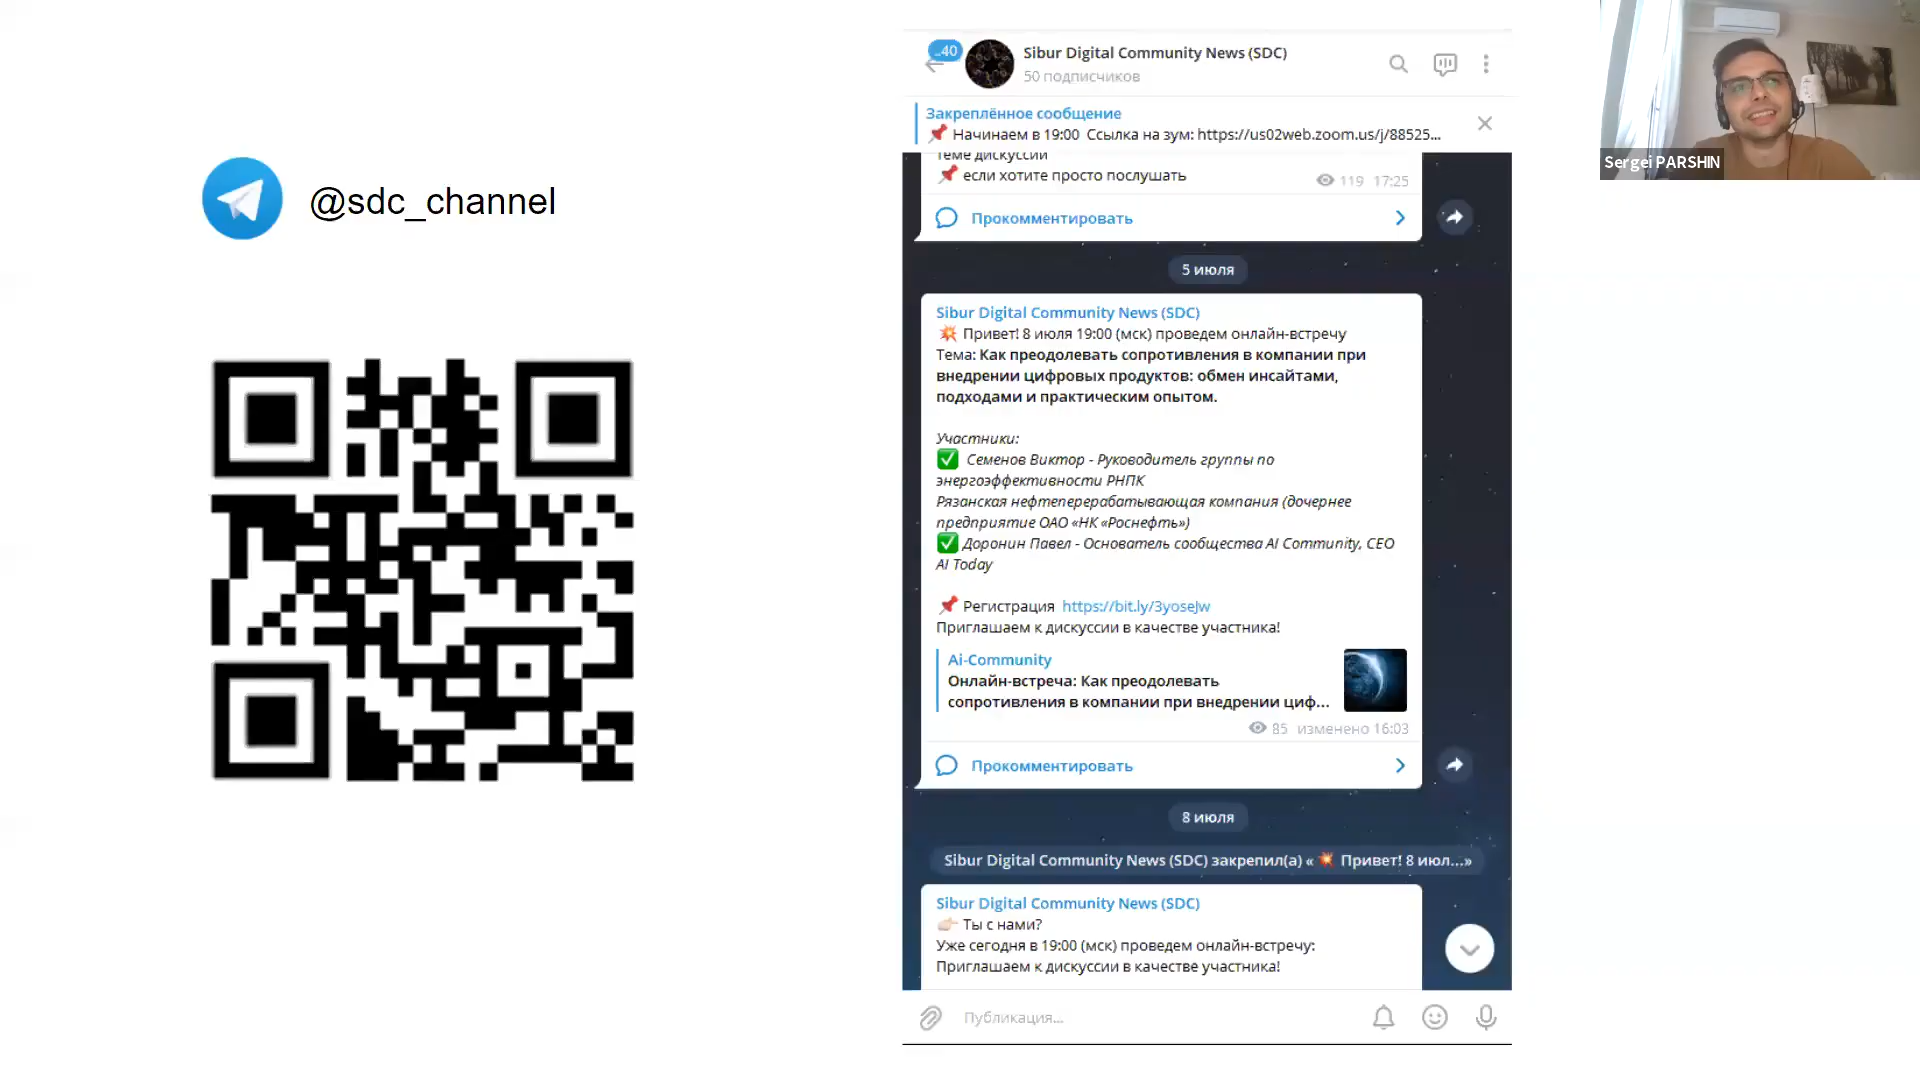 @sdc_channel
40
Sibur Digital Community News (SDC)
50 подписчиков
Закреплённое сообщение
Начинаем в 19:00 Ссылка на зум: https://us02web.zoom.us/j/88525...
теме дискуссии
если хотите просто послушать
119 17:25
Прокомментировать
5 июля
Sibur Digital Community News (SDC)
Привет! 8 июля 19:00 (мск) проведем онлайн-встречу
Тема: Как преодолевать сопротивления в компании при
внедрении цифровых продуктов: обмен инсайтами,
подходами и практическим опытом.
Участники:
Семенов Виктор - Руководитель группы по
энергоэффективности РНПК
Рязанская нефтеперерабатывающая компания (дочернее
предприятие ОАО «НК «Роснефть»)
Доронин Павел - Основатель сообщества AI Community, CEO
AI Today
Регистрация https://bit.ly/3yoseJw
Приглашаем к дискуссии в качестве участника!
Ai-Community
Онлайн-встреча: Как преодолевать
сопротивления в компании при внедрении циф...
85 изменено 16:03
Прокомментировать
8 июля
Sibur Digital Community News (SDC) закрепил(а) « Привет! 8 июл...»
Sibur Digital Community News (SDC)
Ты с нами?
Уже сегодня в 19:00 (мск) проведем онлайн-встречу:
Приглашаем к дискуссии в качестве участника!
Публикация...
Sergei PARSHIN